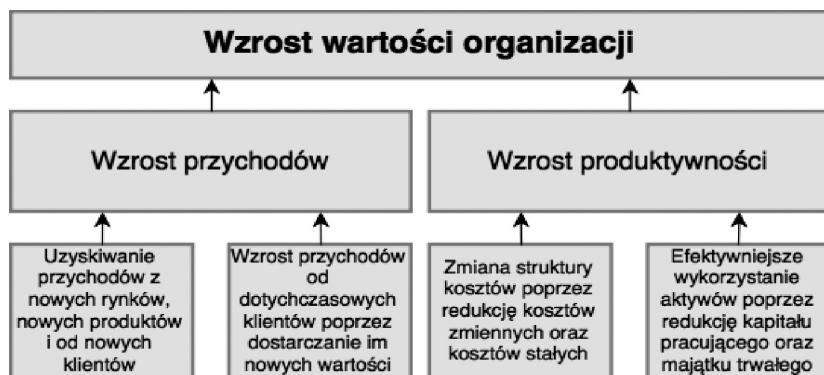 Wzrost wartości organizacji
Wzrost przychodów
Wzrost produktywności
Uzyskiwanie
przychodów z
nowych rynków,
nowych produktów
i od nowych
klientów
Wzrost przychodów
od
dotychczasowych
klientów poprzez
dostarczanie im
nowych wartości
Zmiana struktury
kosztów poprzez
redukcję kosztów
zmiennych oraz
kosztów stałych
Efektywniejsze
wykorzystanie
aktywów poprzez
redukcję kapitału
pracującego oraz
majątku trwałego